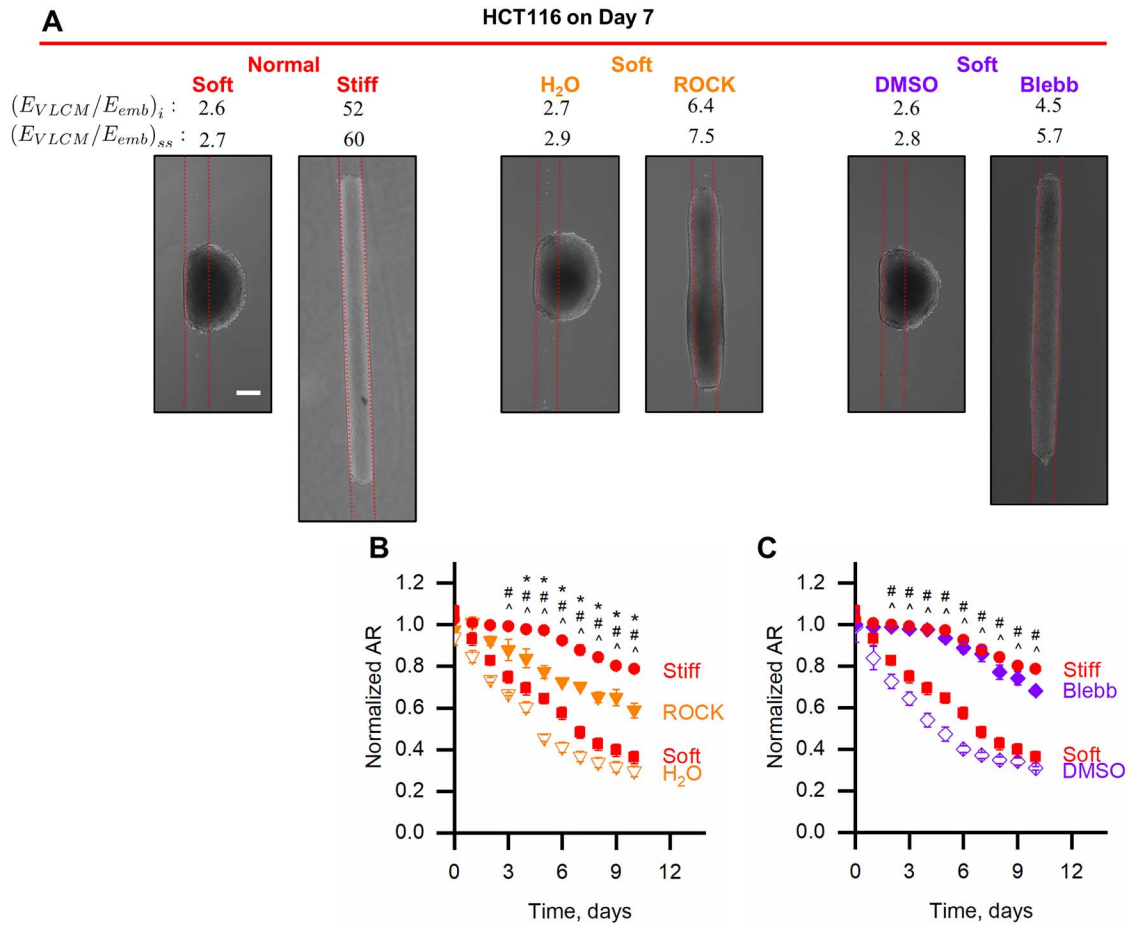 A
HCT116 on Day 7
Normal
Soft
Soft
Soft
Stiff
H₂O
ROCK
DMSO
Blebb
(E_VLCM/E_emb)_i : 2.6 52 2.7 6.4 2.6 4.5
(E_VLCM/E_emb)_ss : 2.7 60 2.9 7.5 2.8 5.7
B
Normalized AR
1.2
1.0
0.8
0.6
0.4
0.2
0.0
# * * * * * * *
^ # # # # # # #
^ ^ ^ ^ ^ ^ ^
Stiff
ROCK
Soft
H₂O
0 3 6 9 12
Time, days
C
Normalized AR
1.2
1.0
0.8
0.6
0.4
0.2
0.0
# # # # # # # # #
^ ^ ^ ^ ^ ^ ^ ^
Stiff
Blebb
Soft
DMSO
0 3 6 9 12
Time, days